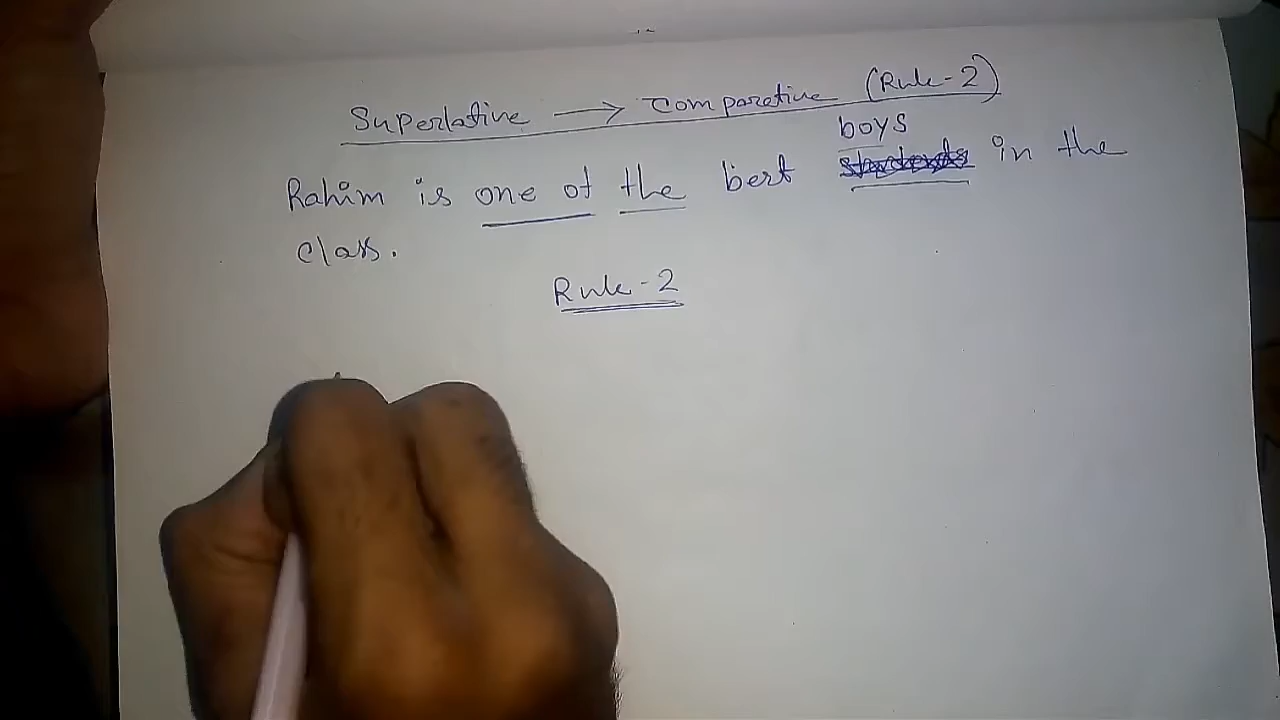 Superlative → Comparative (Rule-2)
boys
Rahim is one of the best students in the
class.
Rule-2